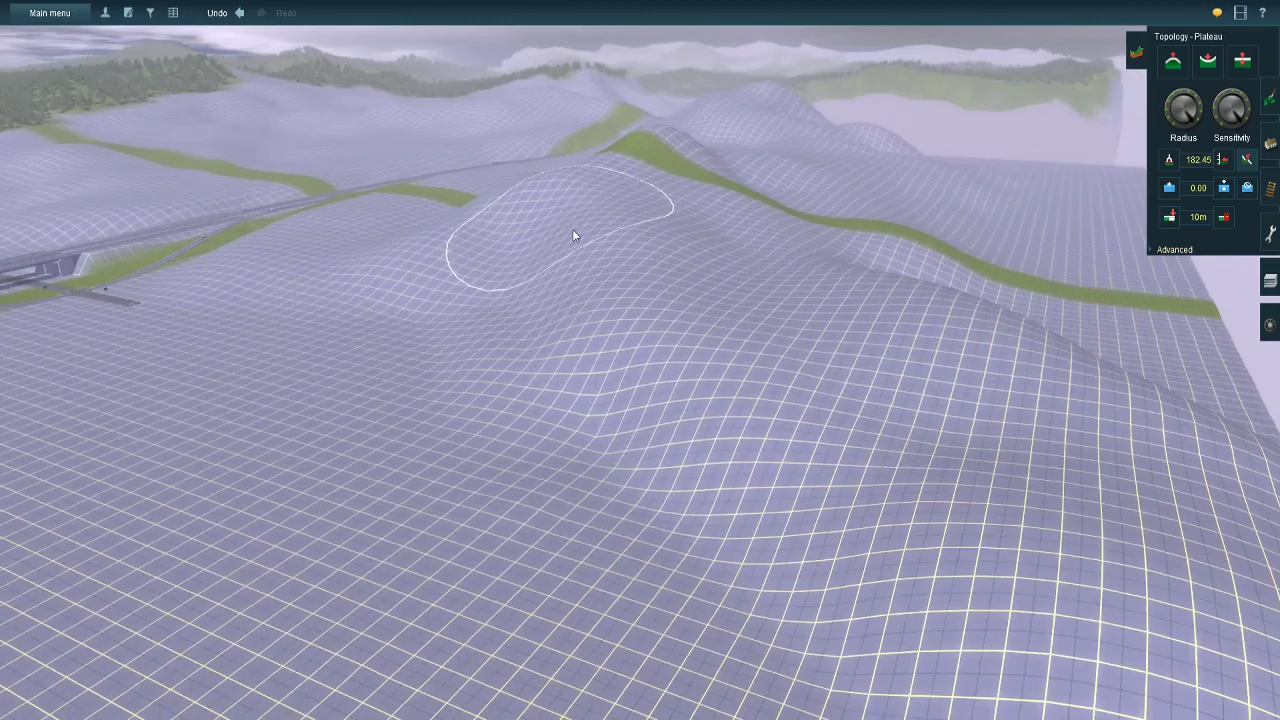 Main menu
Undo
Redo
?
Topology - Plateau
Radius
Sensitivity
182.45
0.00
10m
Advanced